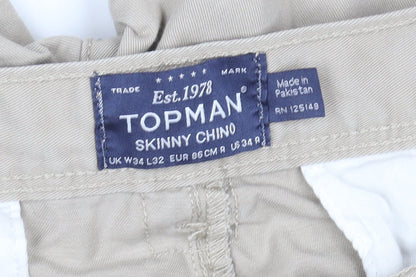 ★★★★★
TRADE MARK
Est.1978
TOPMAN®
SKINNY CHINO
UK W34 L32 EUR 86CM R US 34 R
Made in
Pakistan
RN 125149